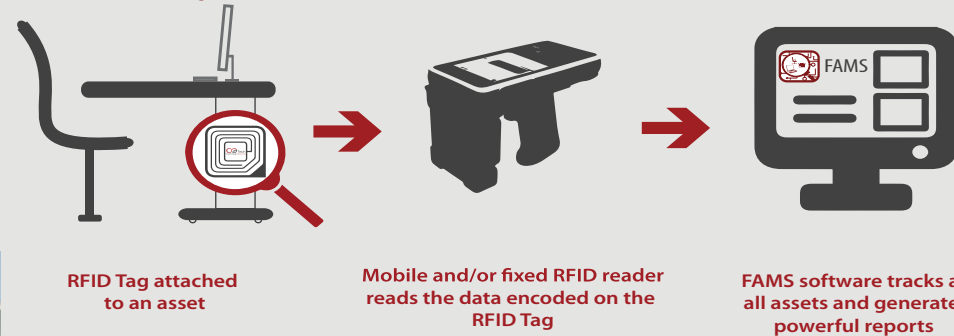 FAMS
RFID Tag attached
to an asset
Mobile and/or fixed RFID reader
reads the data encoded on the
RFID Tag
FAMS software tracks a
all assets and generate
powerful reports